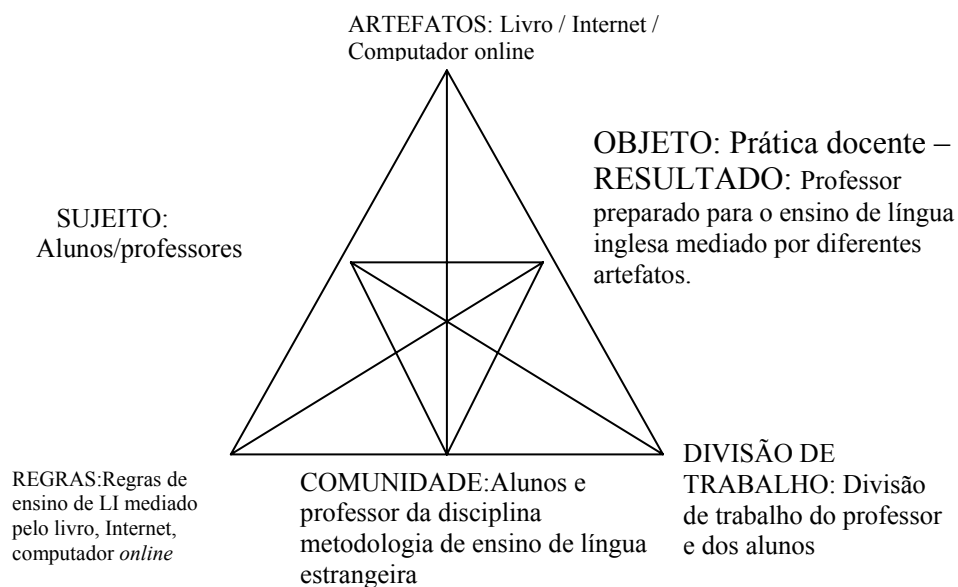 ARTEFATOS: Livro / Internet /
Computador online
OBJETO: Prática docente –
RESULTADO: Professor
preparado para o ensino de língua
inglesa mediado por diferentes
artefatos.
SUJEITO:
Alunos/professores
REGRAS:Regras de
ensino de LI mediado
pelo livro, Internet,
computador online
COMUNIDADE:Alunos e
professor da disciplina
metodologia de ensino de língua
estrangeira
DIVISÃO DE
TRABALHO: Divisão
de trabalho do professor
e dos alunos